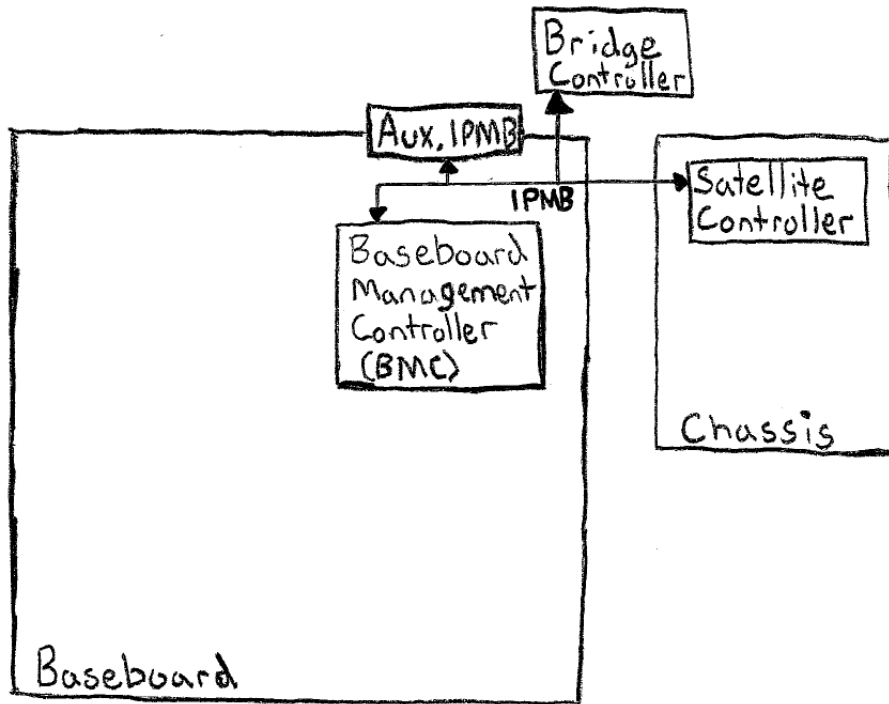 Bridge
Controller
Aux. IPMB
IPMB
Satellite
Controller
Baseboard
Management
Controller
(BMC)
Chassis
Baseboard